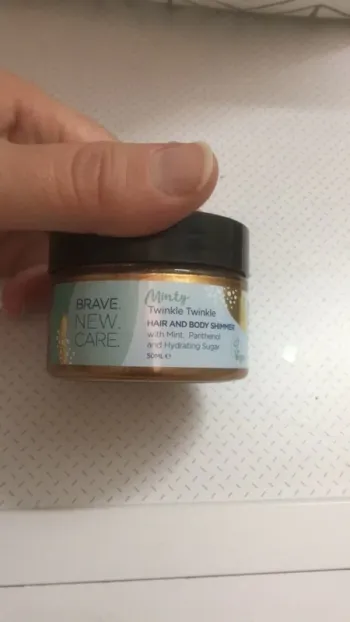 BRAVE.
NEW.
CARE.
Minty
Twinkle Twinkle
HAIR AND BODY SHIMMER
with Mint, Panthenol
and Hydrating Sugar
50ML ℮